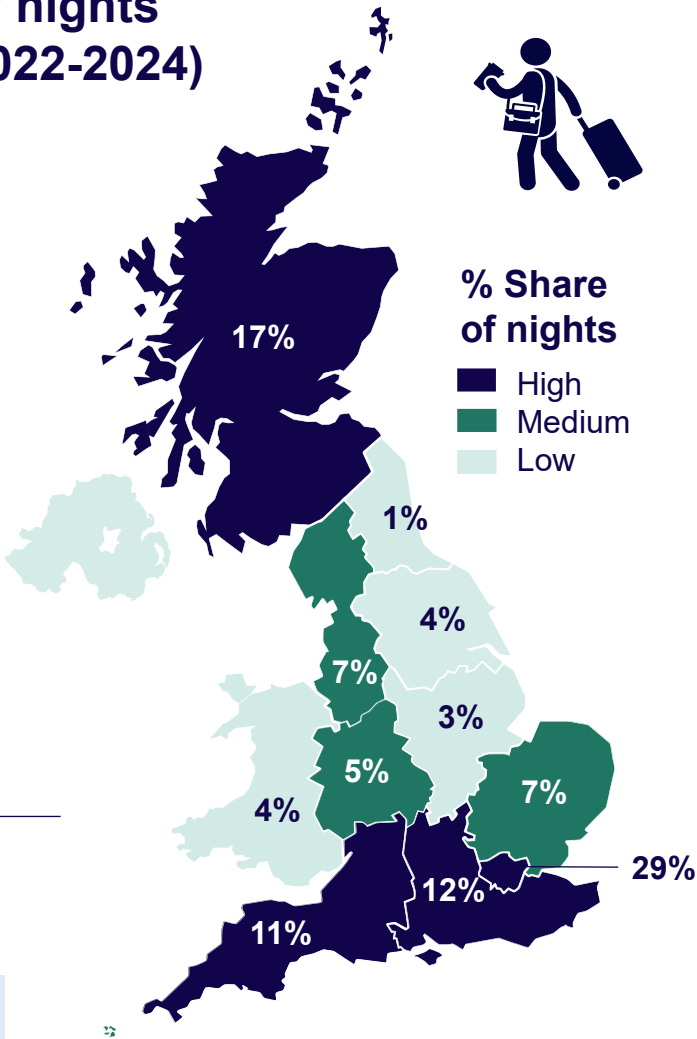 nights
022-2024)
% Share
of nights
High
Medium
Low
17%
1%
4%
7%
3%
5%
7%
4%
29%
12%
11%